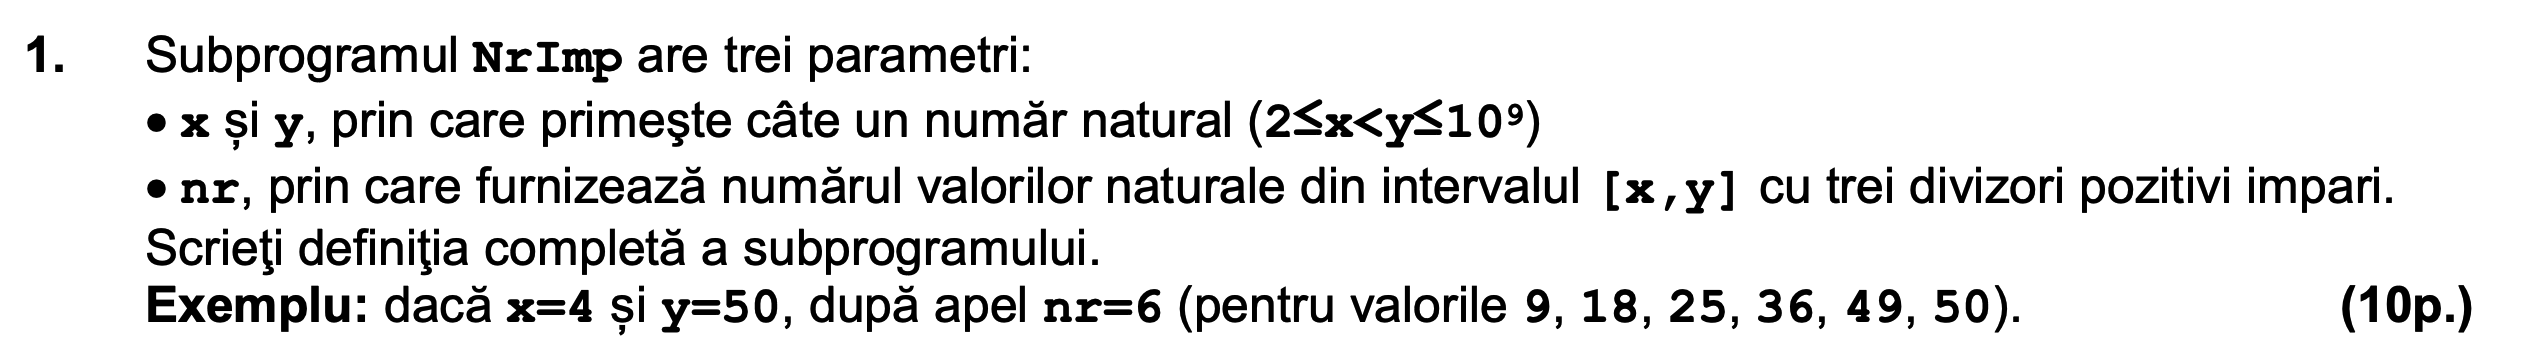 1. Subprogramul NrImp are trei parametri:
• x și y, prin care primeşte câte un număr natural (2≤x<y≤10⁹)
• nr, prin care furnizează numărul valorilor naturale din intervalul [x,y] cu trei divizori pozitivi impari.
Scrieţi definiţia completă a subprogramului.
Exemplu: dacă x=4 și y=50, după apel nr=6 (pentru valorile 9, 18, 25, 36, 49, 50). (10p.)